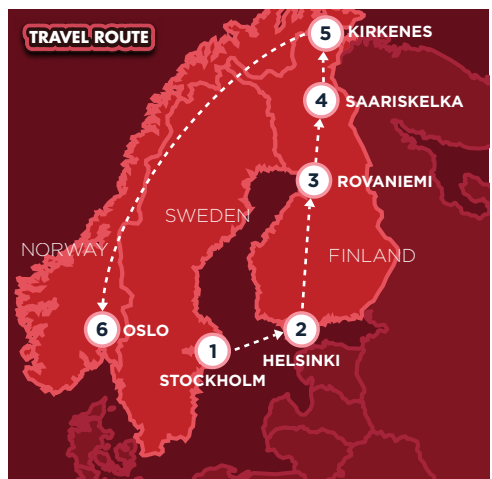 TRAVEL ROUTE
5 KIRKENES
4 SAARISKELKA
3 ROVANIEMI
SWEDEN
NORWAY
FINLAND
6 OSLO
1
STOCKHOLM
2
HELSINKI